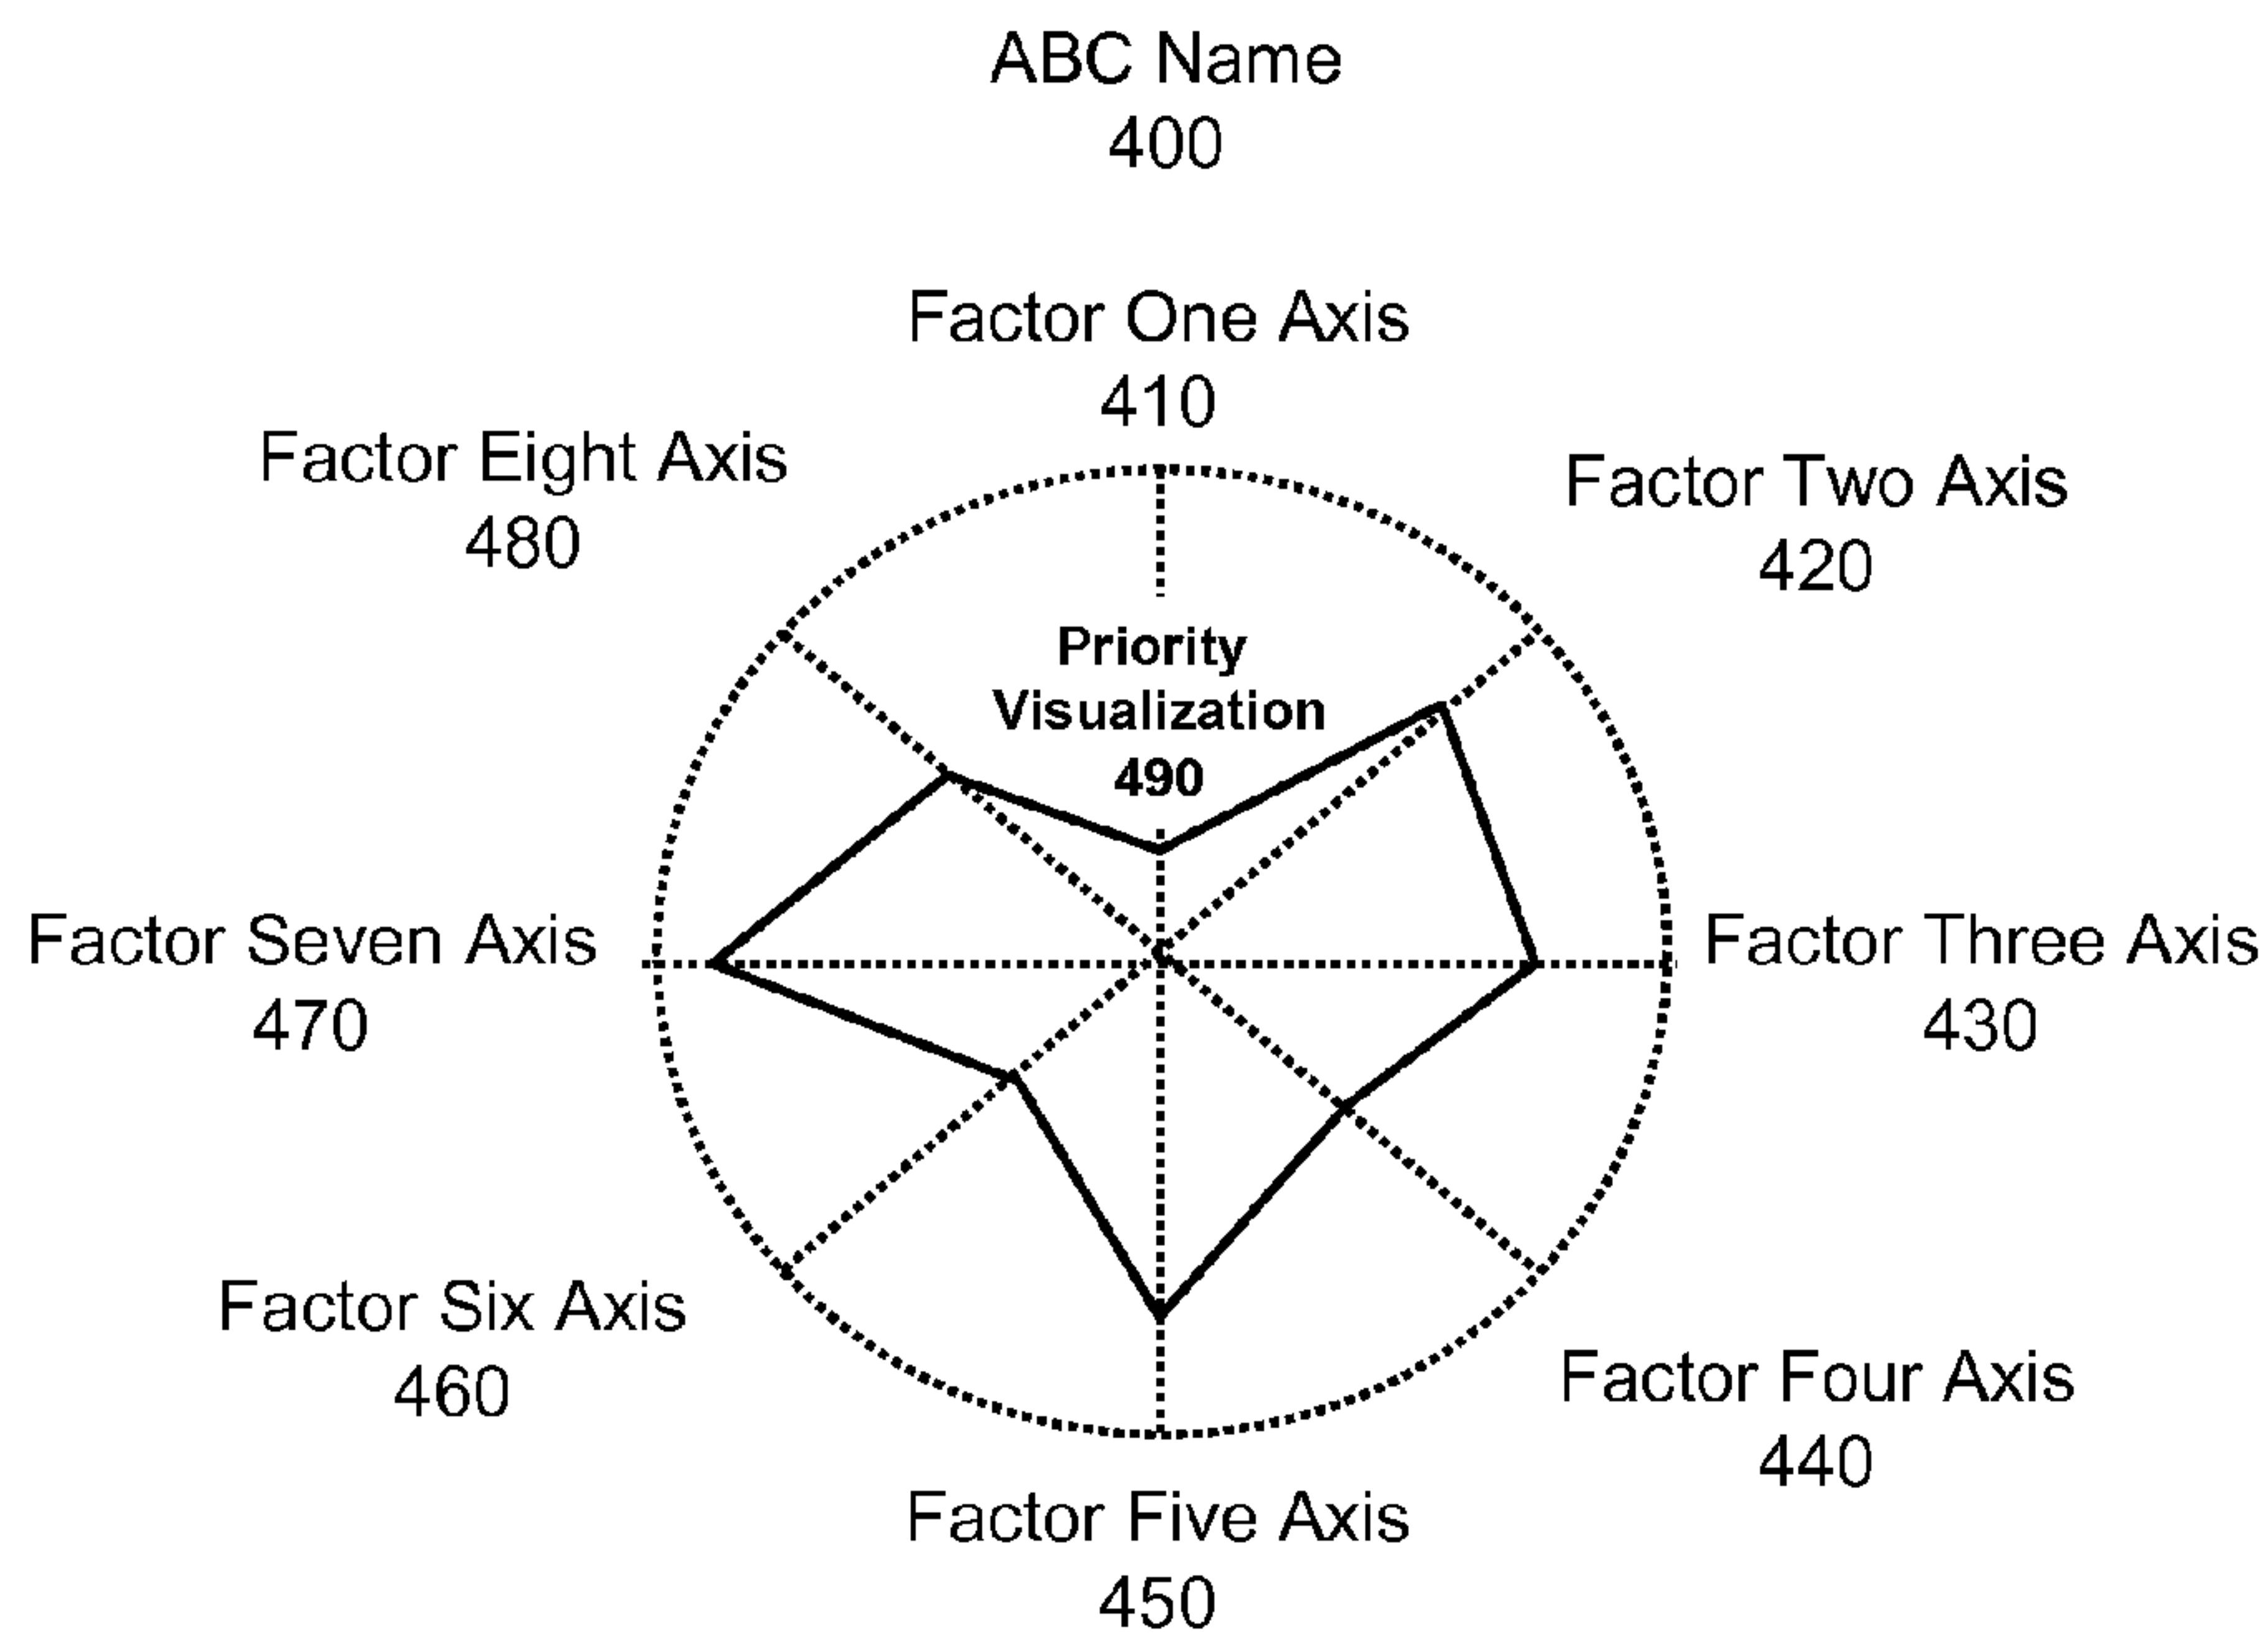 ABC Name
400
Factor One Axis
410
Factor Eight Axis
480
Factor Two Axis
420
Priority
Visualization
490
Factor Seven Axis
470
Factor Three Axis
430
Factor Six Axis
460
Factor Four Axis
440
Factor Five Axis
450